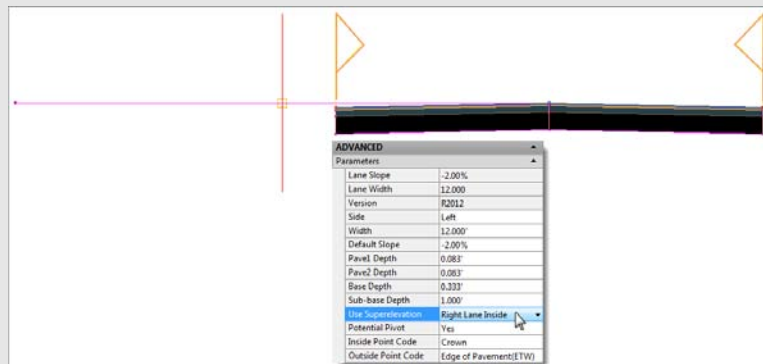 ADVANCED
Parameters
Lane Slope -2.00%
Lane Width 12.000
Version R2012
Side Left
Width 12.000'
Default Slope -2.00%
Pave1 Depth 0.083'
Pave2 Depth 0.083'
Base Depth 0.333'
Sub-base Depth 1.000'
Use Superelevation Right Lane Inside
Potential Pivot Yes
Inside Point Code Crown
Outside Point Code Edge of Pavement(ETW)